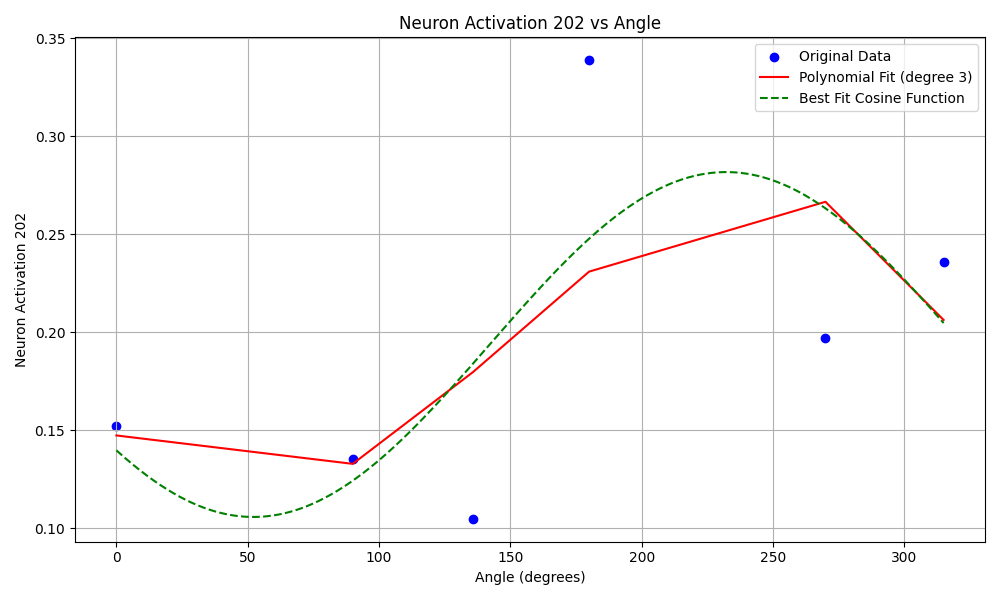 Neuron Activation 202 vs Angle
Original Data
Polynomial Fit (degree 3)
Best Fit Cosine Function
Neuron Activation 202
0.35
0.30
0.25
0.20
0.15
0.10
0 50 100 150 200 250 300
Angle (degrees)